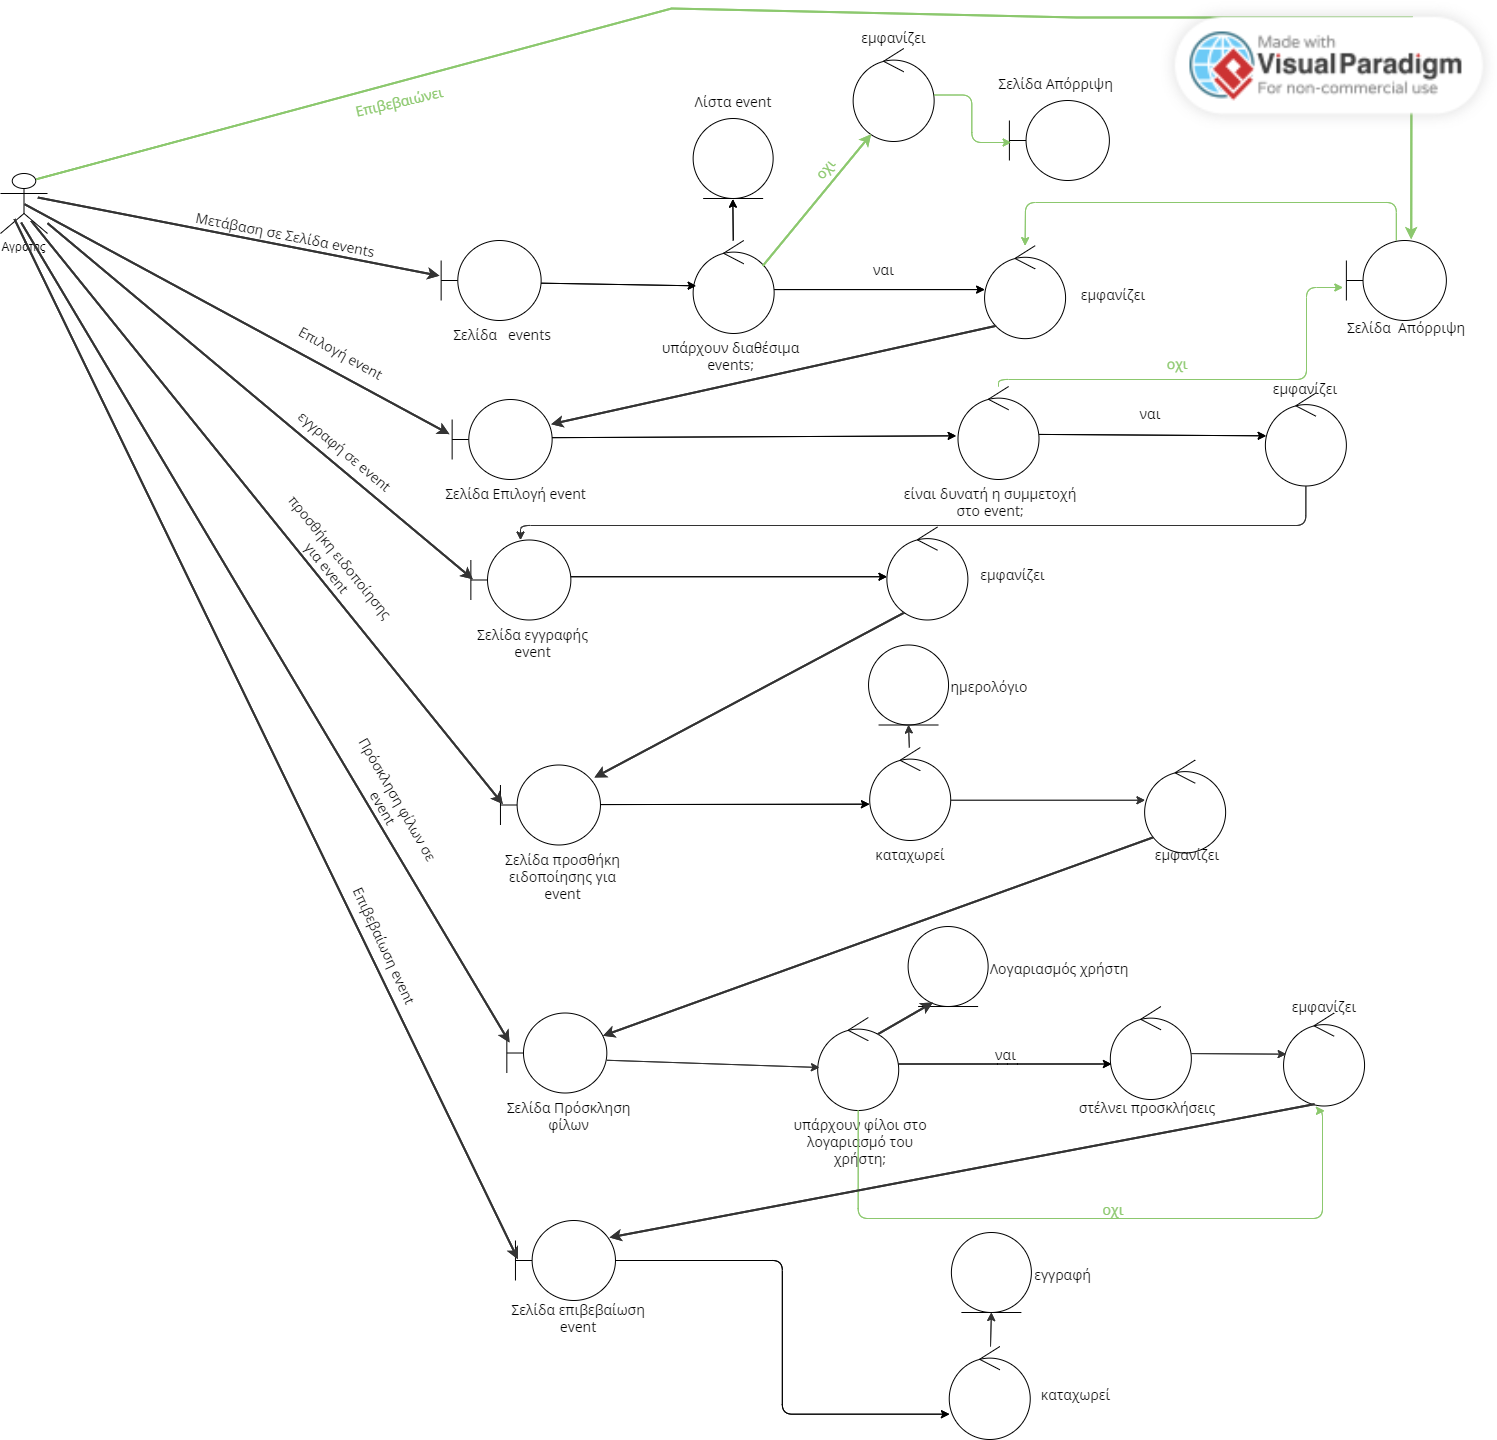 εμφανίζει
Made with
Visual Paradigm
For non-commercial use
Σελίδα Απόρριψη
Λίστα event
Επιβεβαιώνει
οχι
Αγρότης
Μετάβαση σε Σελίδα events
ναι
εμφανίζει
Σελίδα events
υπάρχουν διαθέσιμα
events;
Σελίδα Απόρριψη
Επιλογή event
οχι
εμφανίζει
ναι
εγγραφή σε event
Σελίδα Επιλογή event
είναι δυνατή η συμμετοχή
στο event;
προσθήκη ειδοποίησης
για event
εμφανίζει
Σελίδα εγγραφής
event
ημερολόγιο
Πρόσκληση φίλων σε
event
Σελίδα προσθήκη
ειδοποίησης για
event
καταχωρεί
εμφανίζει
Επιβεβαίωση event
Λογαριασμός χρήστη
εμφανίζει
ναι
Σελίδα Πρόσκληση
φίλων
στέλνει προσκλήσεις
υπάρχουν φίλοι στο
λογαριασμό του
χρήστη;
οχι
εγγραφή
Σελίδα επιβεβαίωση
event
καταχωρεί